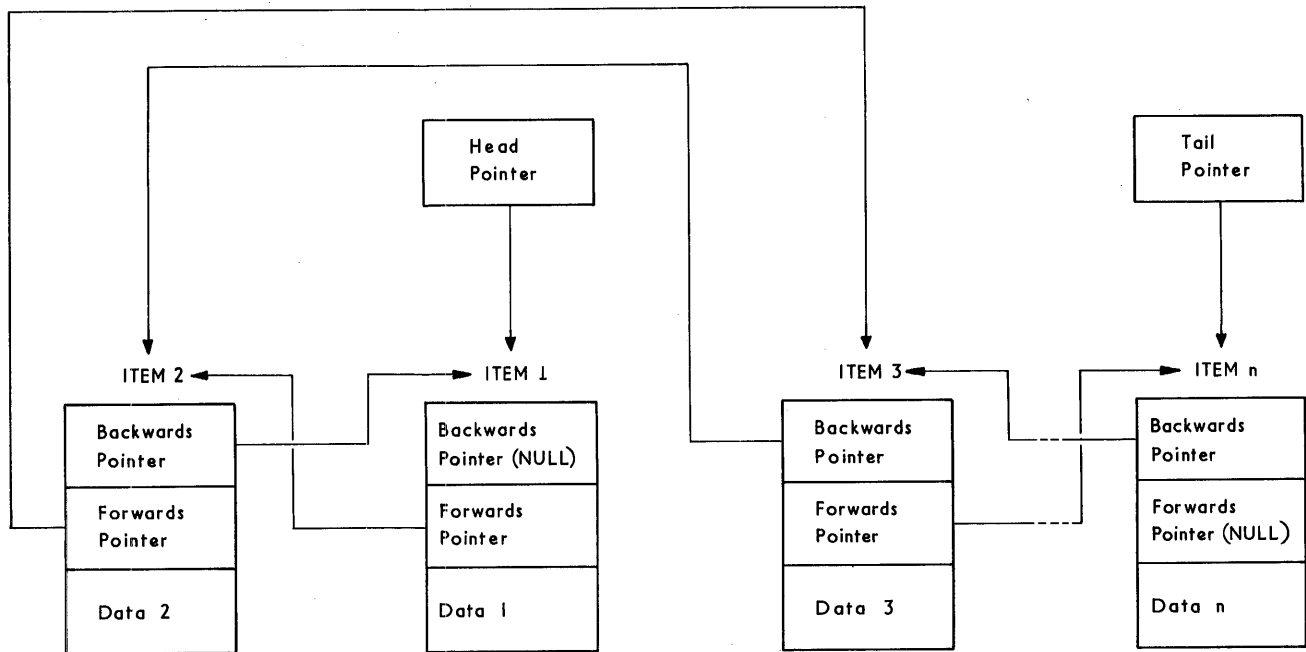 Head
Pointer
Tail
Pointer
ITEM 2
ITEM 1
ITEM 3
ITEM n
Backwards
Pointer
Forwards
Pointer
Data 2
Backwards
Pointer (NULL)
Forwards
Pointer
Data 1
Backwards
Pointer
Forwards
Pointer
Data 3
Backwards
Pointer
Forwards
Pointer (NULL)
Data n